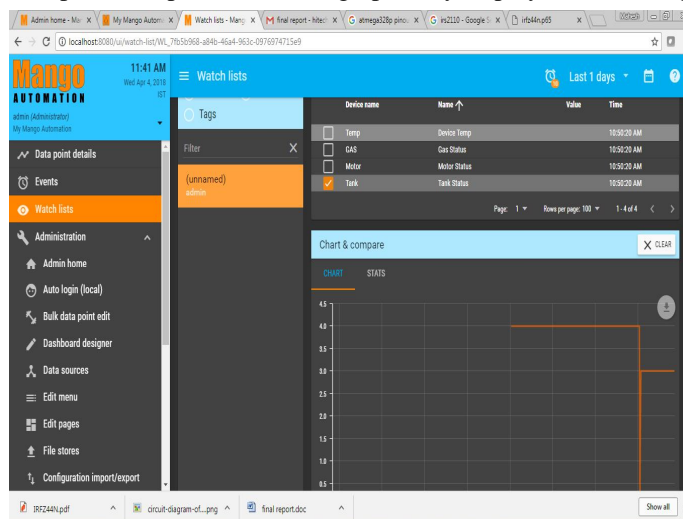 Admin home - Ma
My Mango Autom
Watch lists - Mang
final report - hitec
atmega328p pino
irs2110 - Google S
irfz44n.p65
localhost:8080/ui/watch-list/WL_7fb5b968-a84b-46a4-963c-0976974715e9
Mango
AUTOMATION
11:41 AM
Wed Apr 4, 2018
IST
admin (Administrator)
My Mango Automation
Watch lists
Last 1 days
Data point details
Events
Watch lists
Administration
Admin home
Auto login (local)
Bulk data point edit
Dashboard designer
Data sources
Edit menu
Edit pages
File stores
Configuration import/export
Tags
Filter X
(unnamed)
admin
Device name Name Value Time
Temp Device Temp 10:50:20 AM
GAS Gas Status 10:50:20 AM
Motor Motor Status 10:50:20 AM
Tank Tank Status 10:50:20 AM
Page: 1 Rows per page: 100 1 - 4 of 4
Chart & compare
CLEAR
CHART STATS
4.5
4.0
3.5
3.0
2.5
2.0
1.5
1.0
0.5
IRFZ44N.pdf
circuit-diagram-of....png
final report.doc
Show all